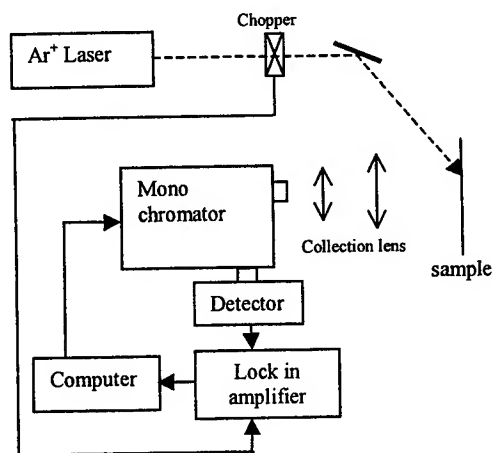 Chopper
Ar+ Laser
Mono
chromator
Collection lens
sample
Detector
Computer
Lock in
amplifier